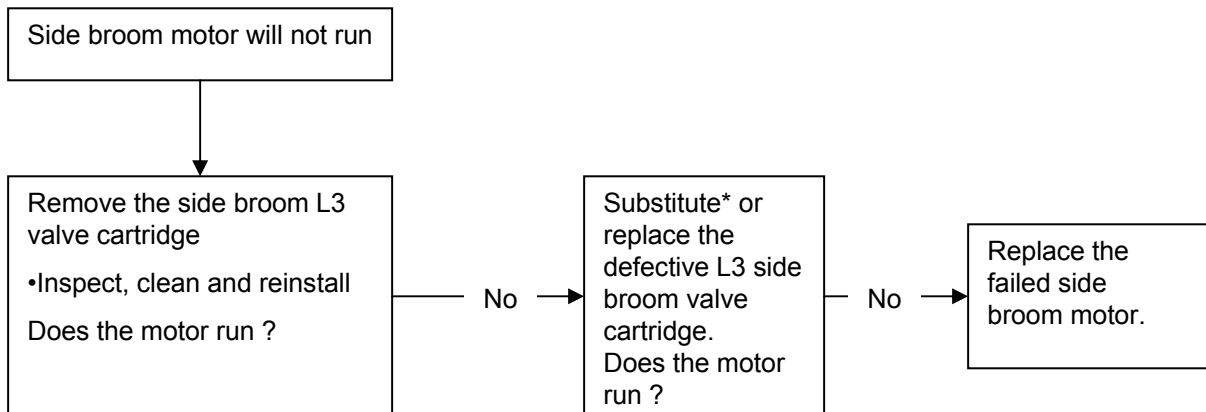 Side broom motor will not run
Remove the side broom L3
valve cartridge
•Inspect, clean and reinstall
Does the motor run ?
No
Substitute* or
replace the
defective L3 side
broom valve
cartridge.
Does the motor
run ?
No
Replace the
failed side
broom motor.